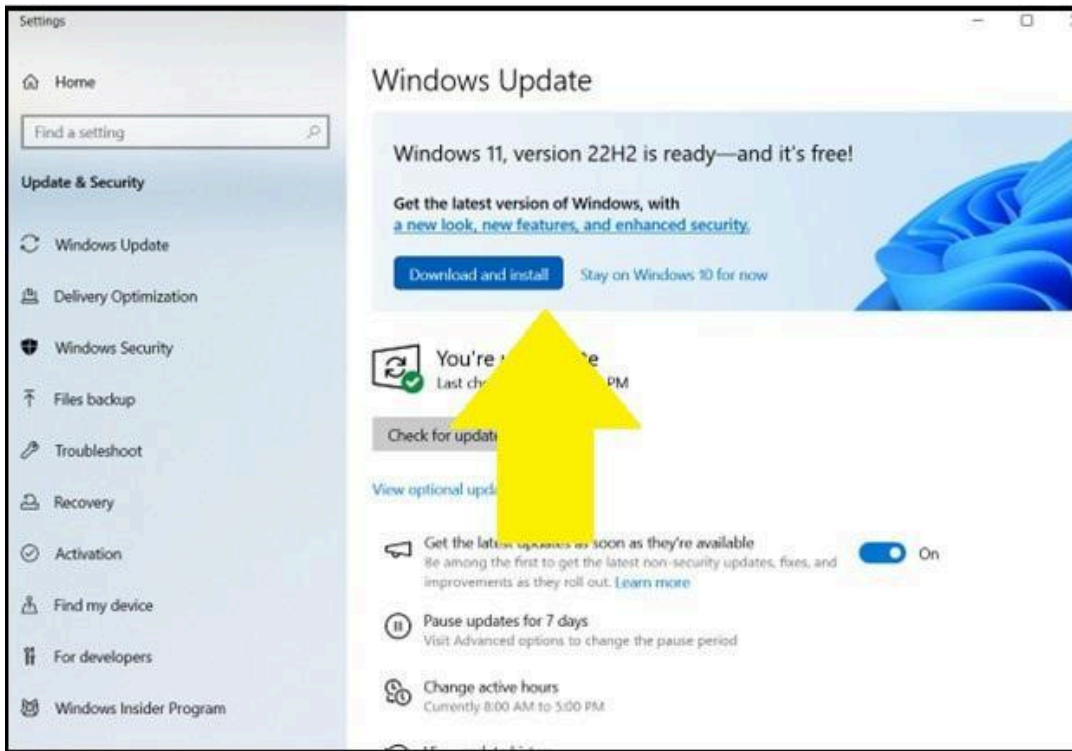 Settings
Home
Find a setting
Update & Security
Windows Update
Delivery Optimization
Windows Security
Files backup
Troubleshoot
Recovery
Activation
Find my device
For developers
Windows Insider Program
Windows Update
Windows 11, version 22H2 is ready—and it's free!
Get the latest version of Windows, with
a new look, new features, and enhanced security.
Download and install
Stay on Windows 10 for now
You're
Last PM
Check for
View optional
Get the latest updates as soon as they're available
Be among the first to get the latest non-security updates, fixes, and
improvements as they roll out. Learn more
On
Pause updates for 7 days
Visit Advanced options to change the pause period
Change active hours
Currently 8:00 AM to 5:00 PM